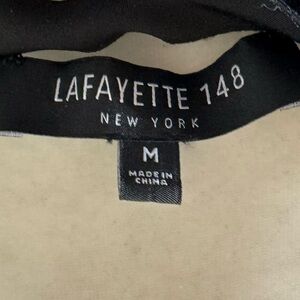 LAFAYETTE 148
NEW YORK
M
MADE IN
CHINA